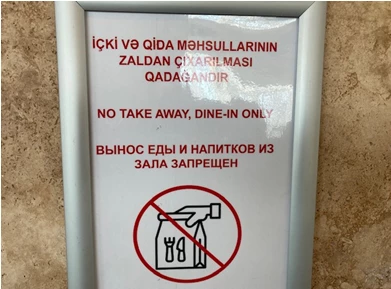 İÇKİ VƏ QİDA MƏHSULLARININ
ZALDAN ÇIXARILMASI
QADAĞANDIR
NO TAKE AWAY, DINE-IN ONLY
ВЫНОС ЕДЫ И НАПИТКОВ ИЗ
ЗАЛА ЗАПРЕЩЕН